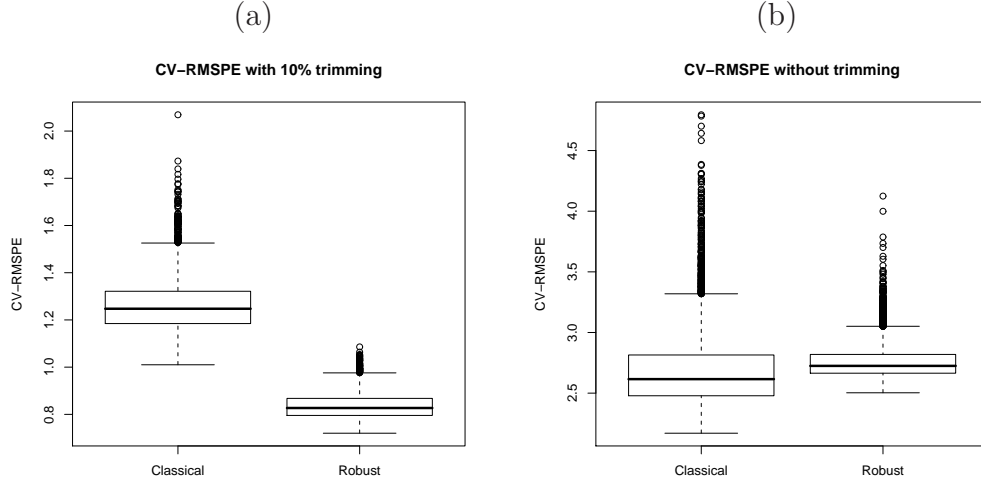 (a)
CV−RMSPE with 10% trimming
CV−RMSPE
2.0
1.8
1.6
1.4
1.2
1.0
0.8
Classical
Robust
(b)
CV−RMSPE without trimming
CV−RMSPE
4.5
4.0
3.5
3.0
2.5
Classical
Robust